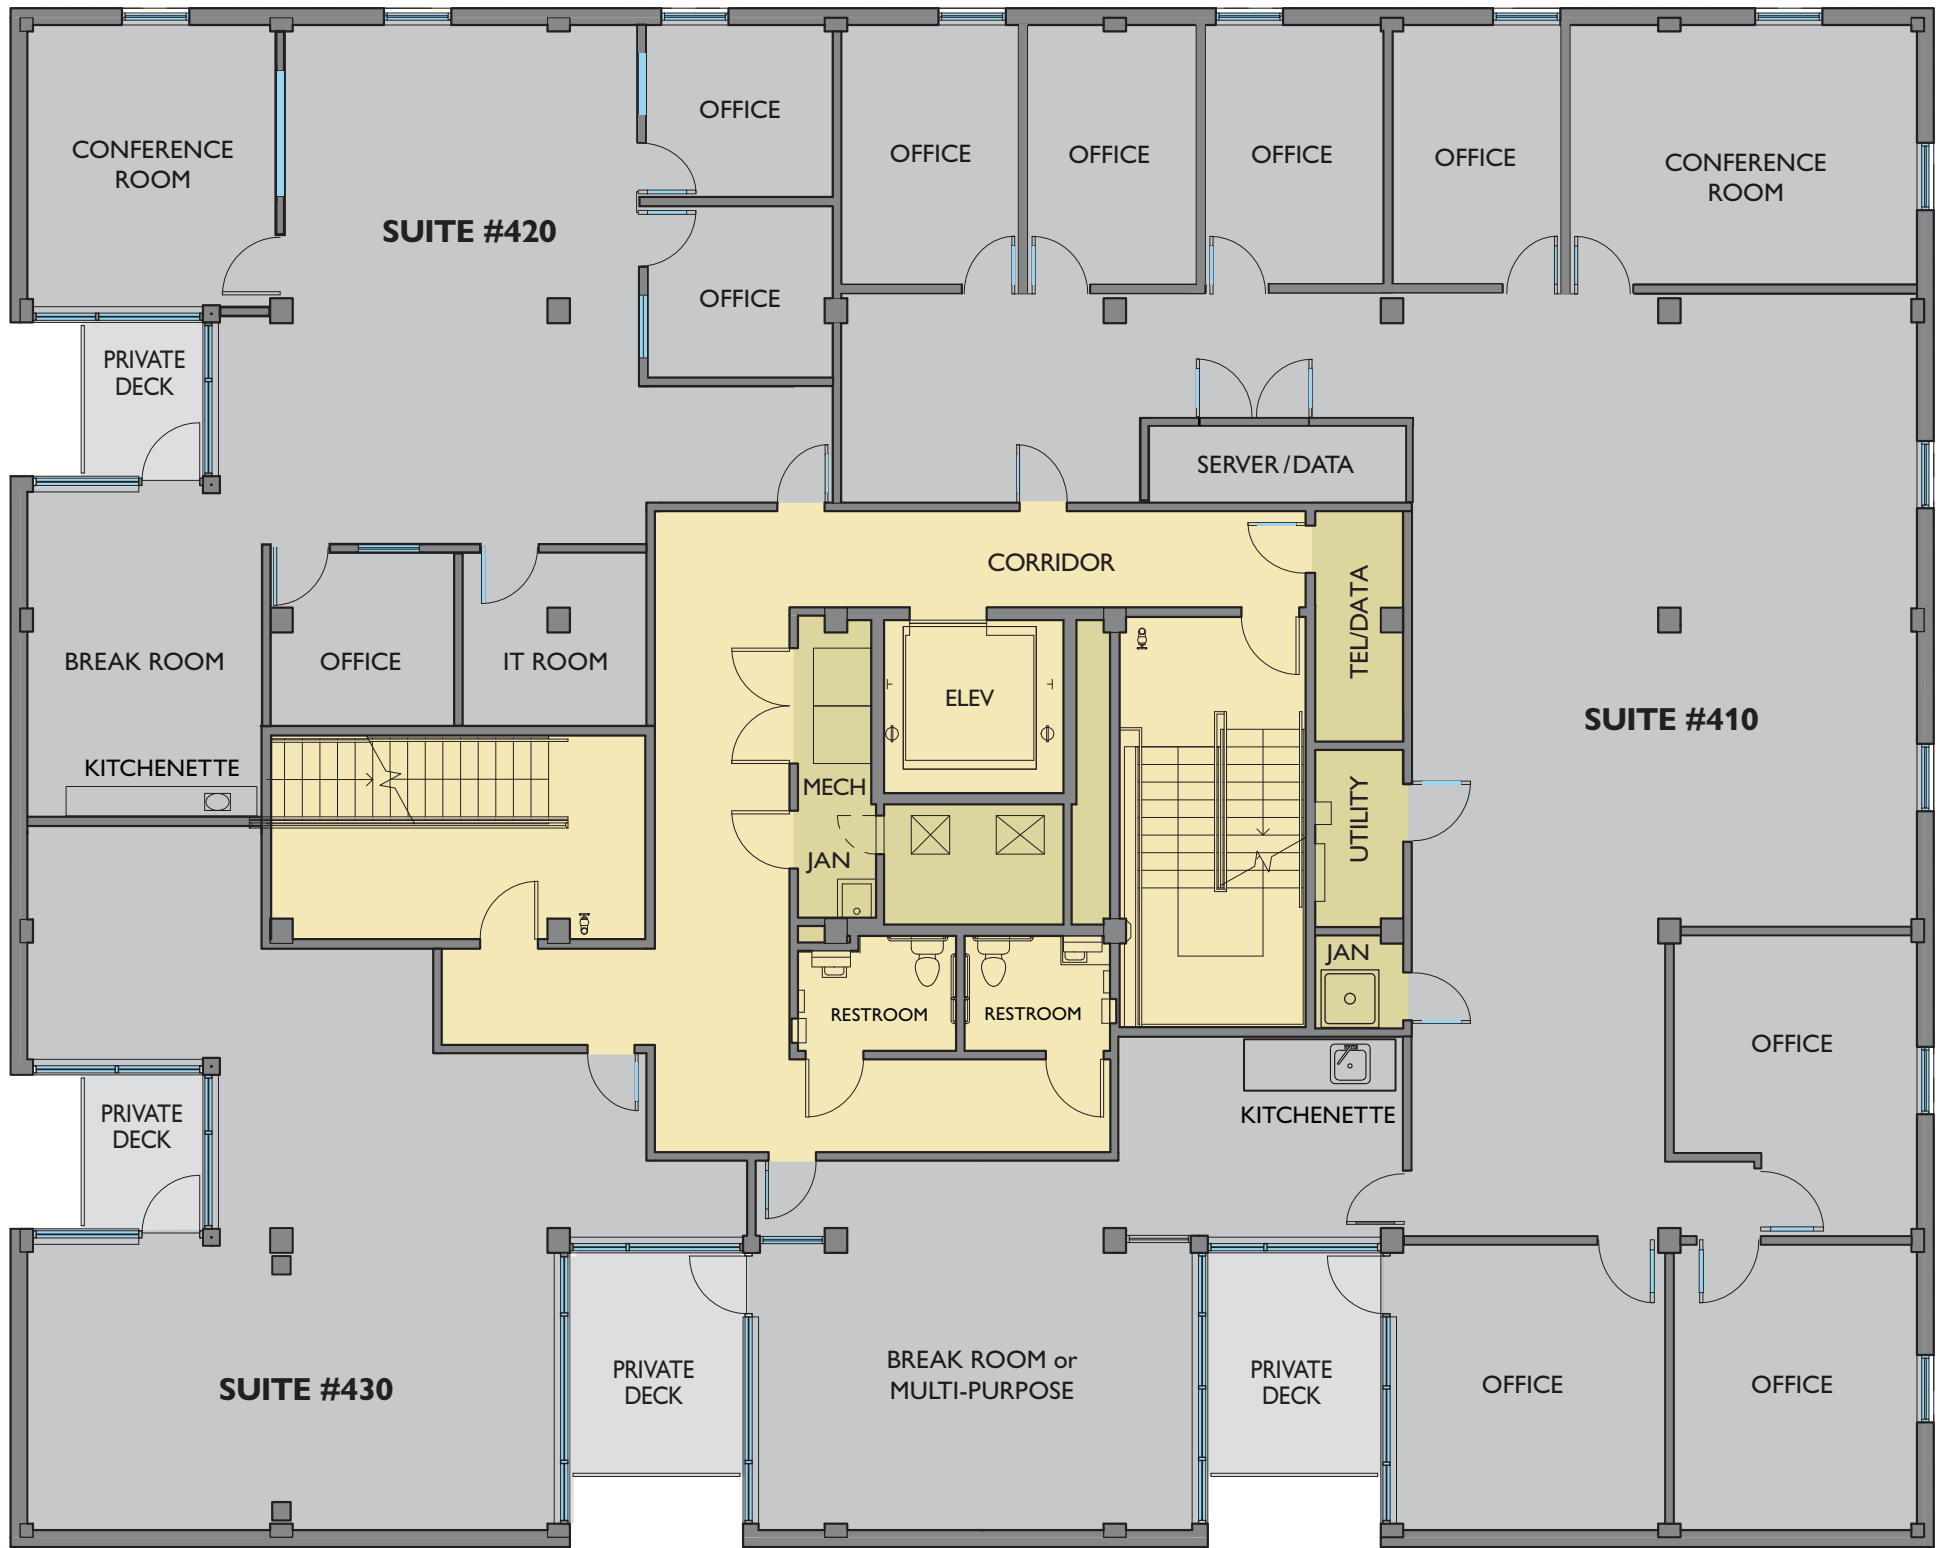 OFFICE
CONFERENCE
ROOM
OFFICE
OFFICE
OFFICE
OFFICE
CONFERENCE
ROOM
SUITE #420
OFFICE
PRIVATE
DECK
SERVER/DATA
CORRIDOR
TEL/DATA
BREAK ROOM
OFFICE
IT ROOM
ELEV
SUITE #410
KITCHENETTE
MECH
UTILITY
JAN
JAN
RESTROOM
RESTROOM
OFFICE
PRIVATE
DECK
KITCHENETTE
SUITE #430
PRIVATE
DECK
BREAK ROOM or
MULTI-PURPOSE
PRIVATE
DECK
OFFICE
OFFICE